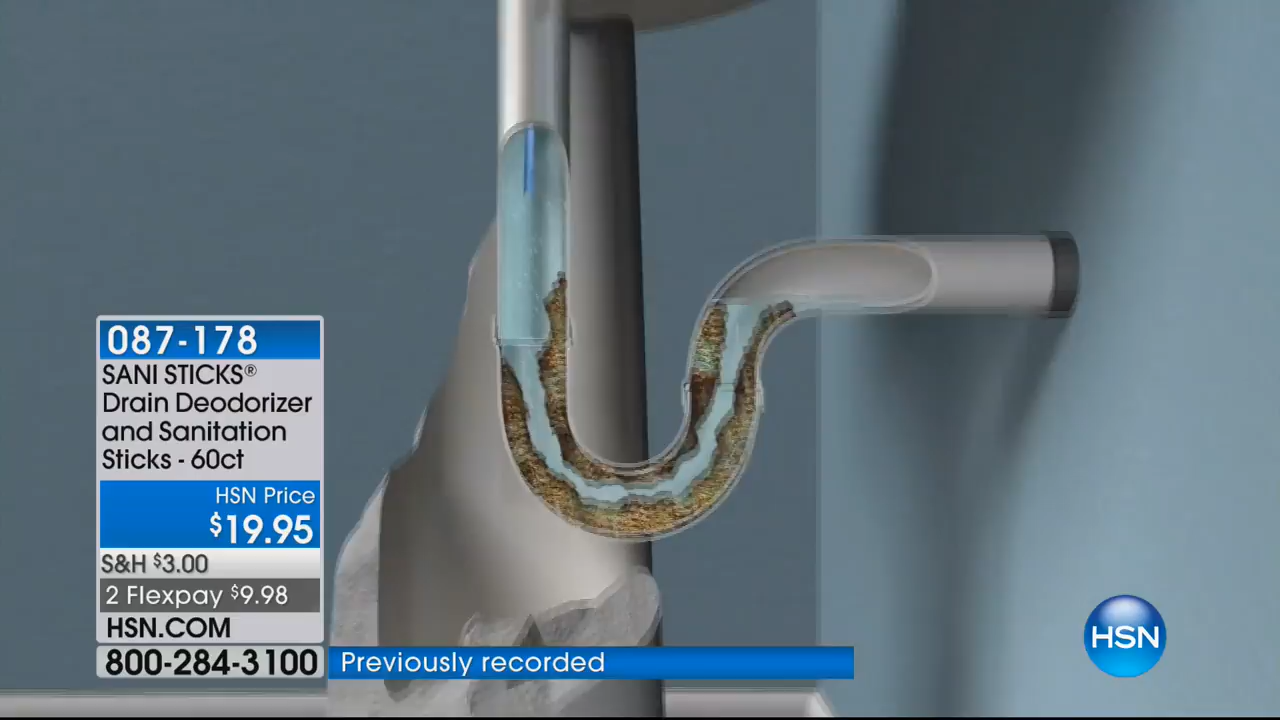 087-178
SANI STICKS®
Drain Deodorizer
and Sanitation
Sticks - 60ct
HSN Price
$19.95
S&H $3.00
2 Flexpay $9.98
HSN.COM
800-284-3100
Previously recorded
HSN